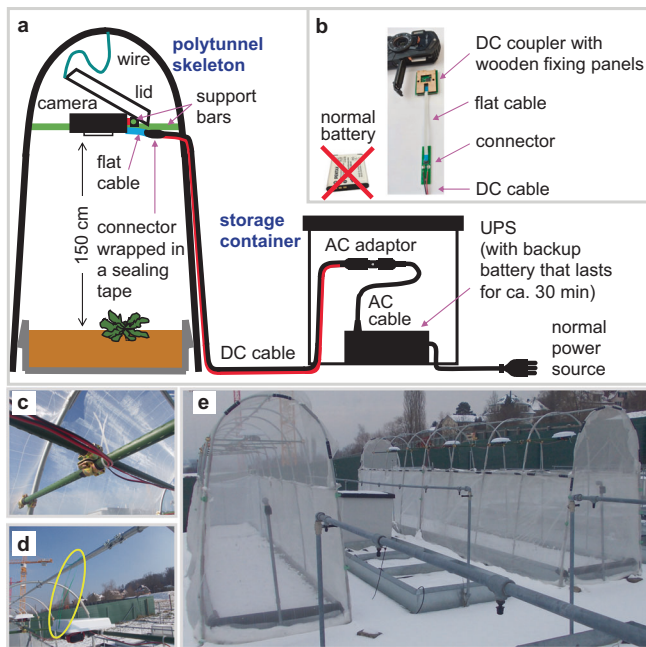 a
polytunnel
skeleton
wire
lid
camera
support
bars
flat
cable
150 cm
connector
wrapped in
a sealing
tape
storage
container
AC adaptor
AC
cable
DC cable
UPS
(with backup
battery that lasts
for ca. 30 min)
normal
power
source
b
DC coupler with
wooden fixing panels
flat cable
normal
battery
connector
DC cable
c
d
e